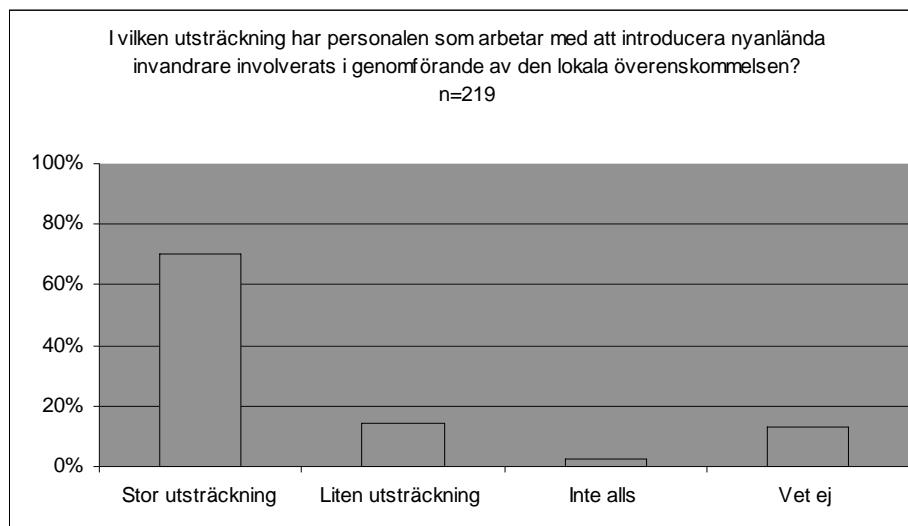 I vilken utsträckning har personalen som arbetar med att introducera nyanlända
invandrare involverats i genomförande av den lokala överenskommelsen?
n=219
100%
80%
60%
40%
20%
0%
Stor utsträckning Liten utsträckning Inte alls Vet ej